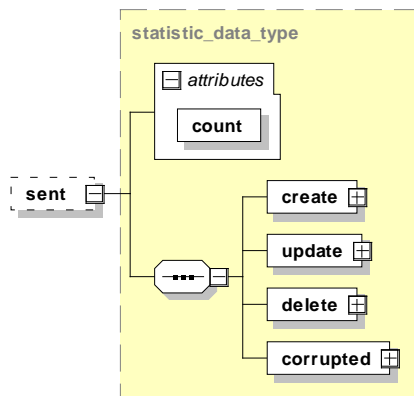 statistic_data_type
attributes
count
sent
create
update
delete
corrupted